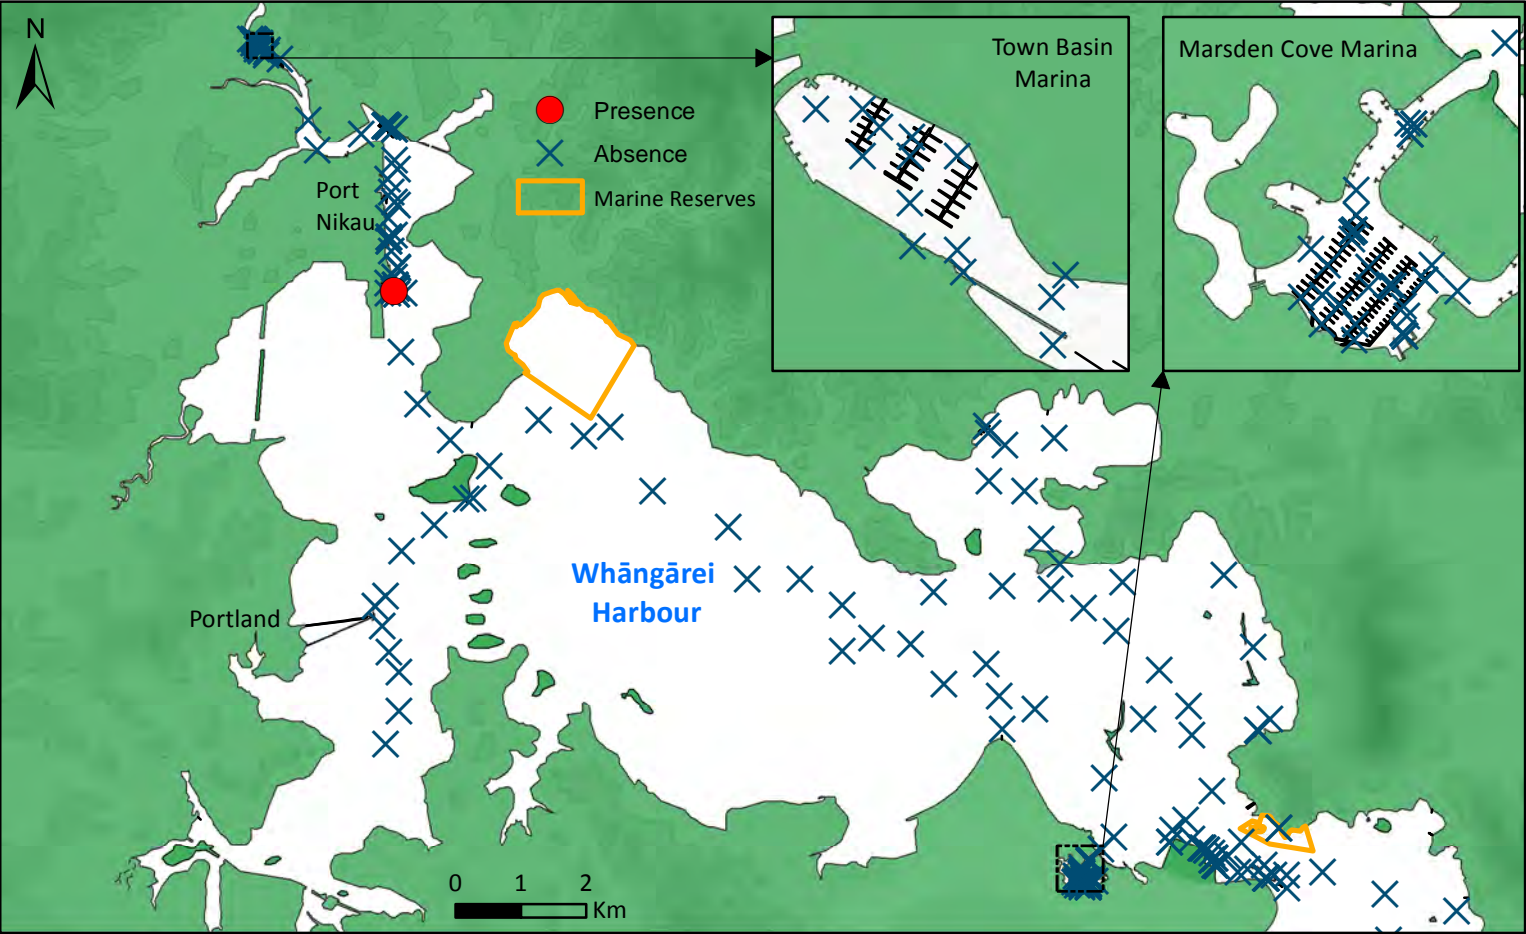 N
Presence
Absence
Marine Reserves
Town Basin
Marina
Marsden Cove Marina
Port
Nikau
Whāngārei
Harbour
Portland
0 1 2
Km